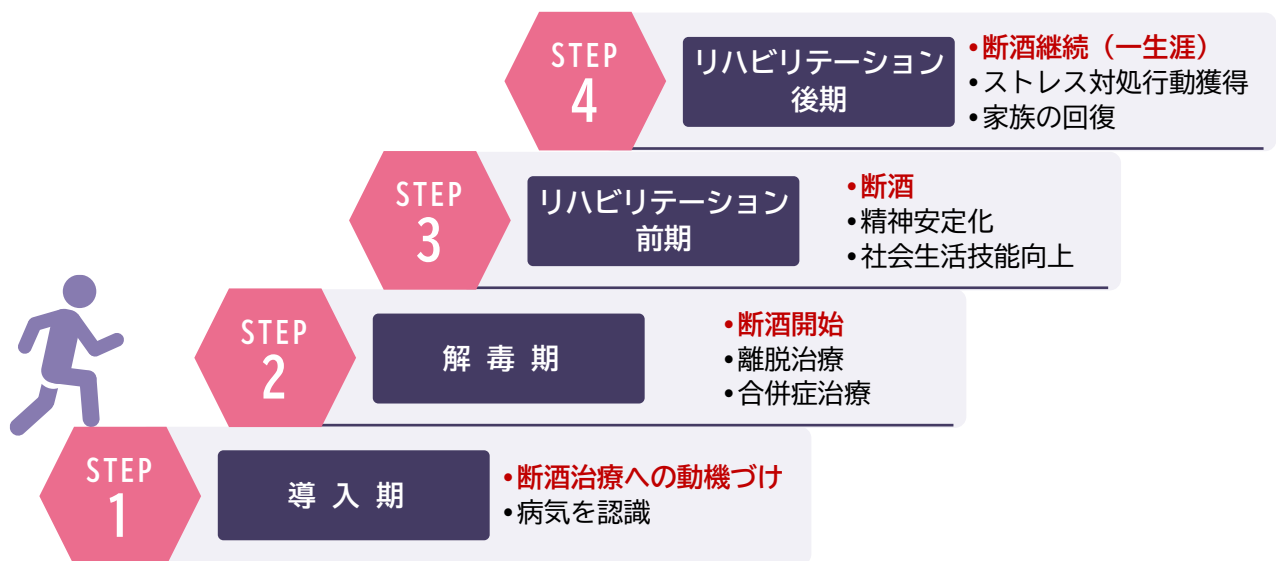 STEP
4
リハビリテーション
後期
•断酒継続（一生涯）
•ストレス対処行動獲得
•家族の回復
STEP
3
リハビリテーション
前期
•断酒
•精神安定化
•社会生活技能向上
STEP
2
解毒期
•断酒開始
•離脱治療
•合併症治療
STEP
1
導入期
•断酒治療への動機づけ
•病気を認識